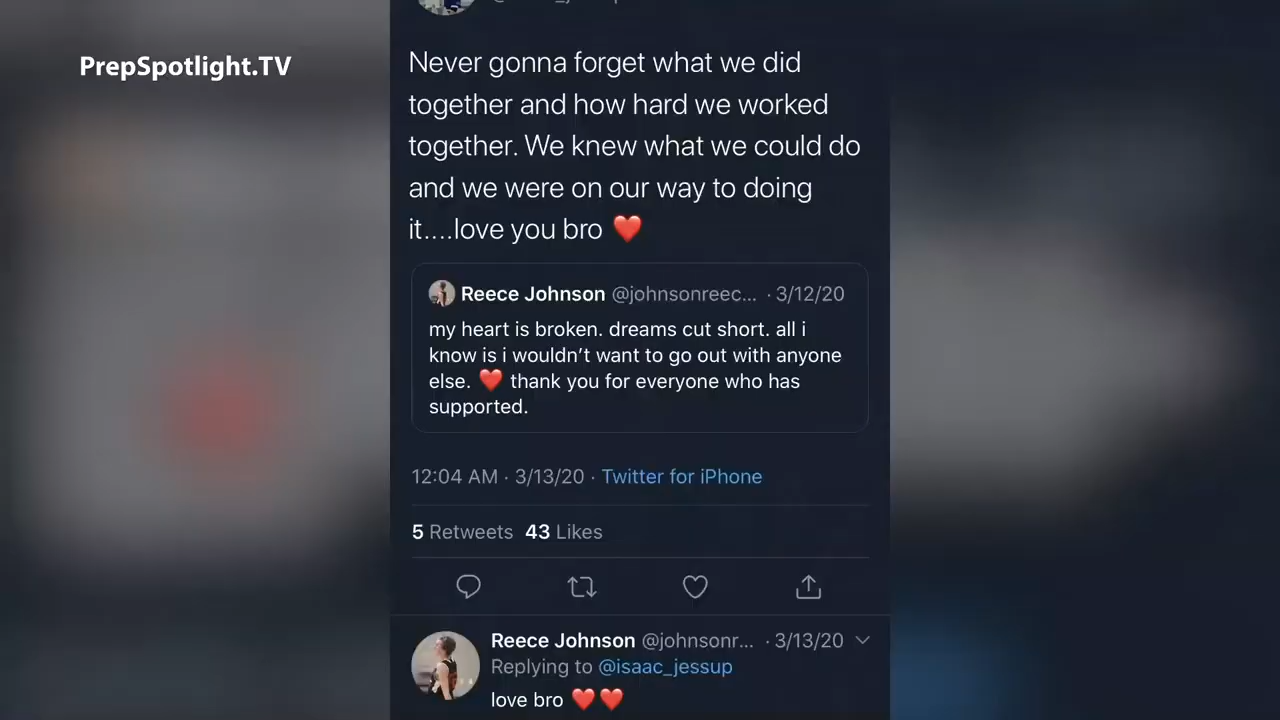 PrepSpotlight.TV
Never gonna forget what we did
together and how hard we worked
together. We knew what we could do
and we were on our way to doing
it....love you bro ❤️
Reece Johnson @johnsonreec... · 3/12/20
my heart is broken. dreams cut short. all i
know is i wouldn’t want to go out with anyone
else. ❤️ thank you for everyone who has
supported.
12:04 AM · 3/13/20 · Twitter for iPhone
5 Retweets 43 Likes
Reece Johnson @johnsonr... · 3/13/20
Replying to @isaac_jessup
love bro ❤️❤️